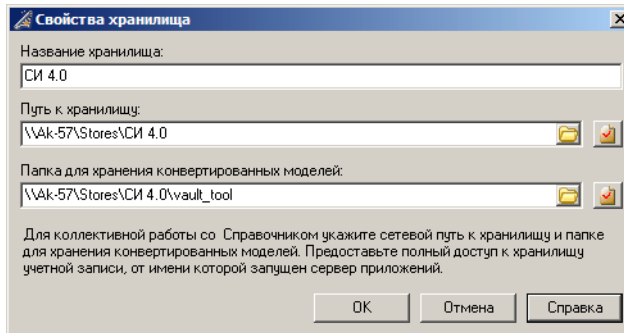 Свойства хранилища
Название хранилища:
СИ 4.0
Путь к хранилищу:
\\Ak-57\Stores\СИ 4.0
Папка для хранения конвертированных моделей:
\\Ak-57\Stores\СИ 4.0\vault_tool
Для коллективной работы со  Справочником укажите сетевой путь к хранилищу и папке
для хранения конвертированных моделей. Предоставьте полный доступ к хранилищу
учетной записи, от имени которой запущен сервер приложений.
ОК Отмена Справка